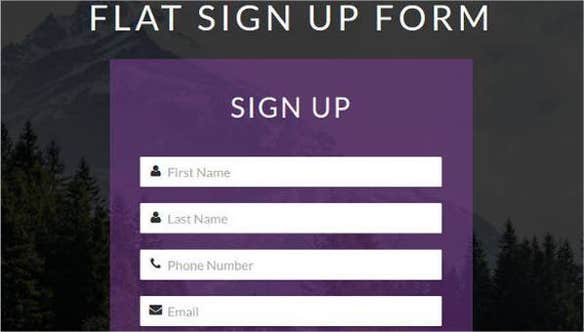 FLAT SIGN UP FORM
SIGN UP
First Name
Last Name
Phone Number
Email